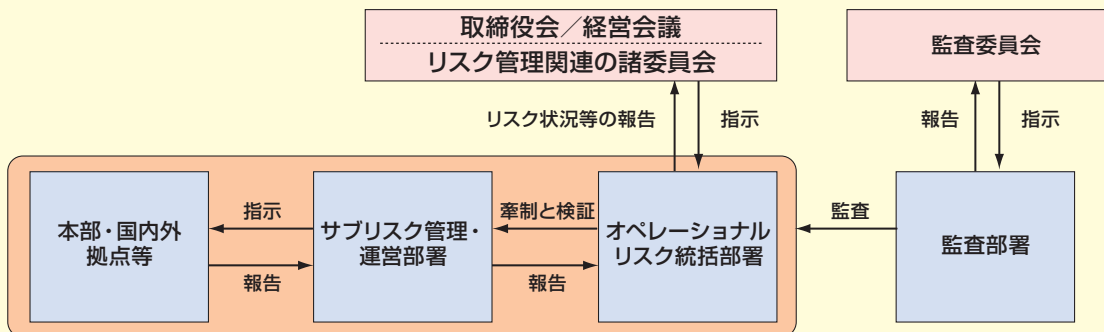 取締役会／経営会議
リスク管理関連の諸委員会
監査委員会
リスク状況等の報告
指示
報告
指示
本部・国内外
拠点等
指示
報告
サブリスク管理・
運営部署
牽制と検証
報告
オペレーショナル
リスク統括部署
監査
監査部署